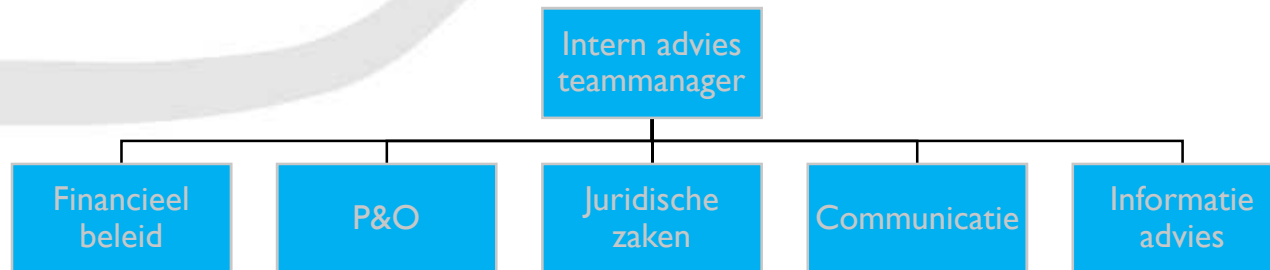 Intern advies
teammanager
Financieel
beleid
P&O
Juridische
zaken
Communicatie
Informatie
advies